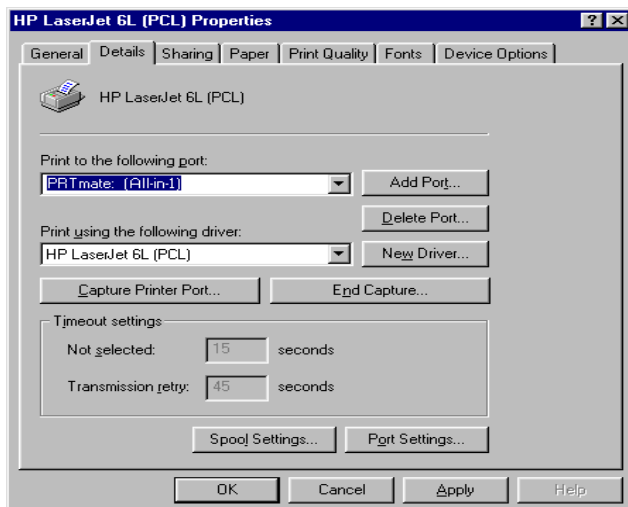 HP LaserJet 6L (PCL) Properties
General Details Sharing Paper Print Quality Fonts Device Options
HP LaserJet 6L (PCL)
Print to the following port:
PRTmate: (All-in-1) Add Port...
Delete Port...
Print using the following driver:
HP LaserJet 6L (PCL) New Driver...
Capture Printer Port... End Capture...
Timeout settings
Not selected: 15 seconds
Transmission retry: 45 seconds
Spool Settings... Port Settings...
OK Cancel Apply Help